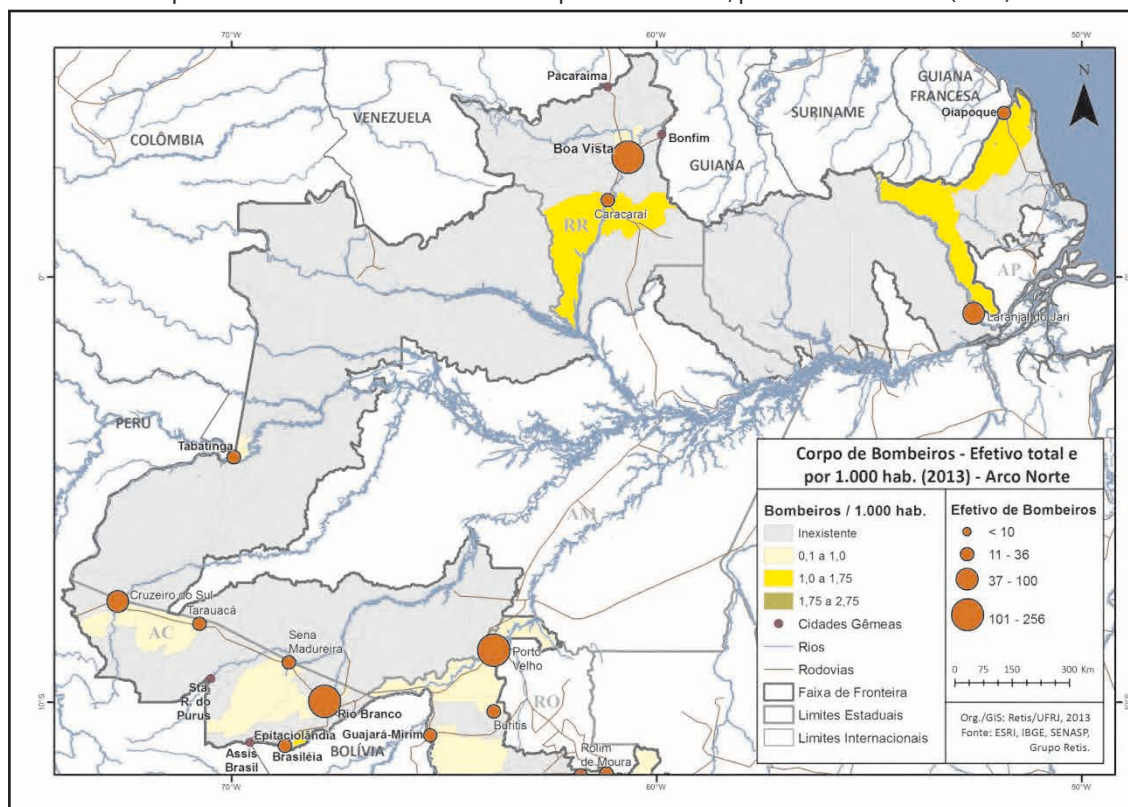 70°W
60°W
50°W
Pacaraima
GUIANA
FRANCESA
N
SURINAME
Oiapoque
VENEZUELA
COLÔMBIA
Bonfim
Boa Vista
GUIANA
Caracaraí
RR
0°
AP
Laranjal do Jari
PERU
Tabatinga
AM
Cruzeiro do Sul
Tarauacá
AC
Sena
Madureira
Porto
Velho
Sta.
R. do
Purus
Rio Branco
RO
10°S
Buritis
Epitaciolândia
Guajará-Mirim
BOLÍVIA
Assis
Brasil
Brasiléia
Rolim
de Moura
Corpo de Bombeiros - Efetivo total e
por 1.000 hab. (2013) - Arco Norte
Bombeiros / 1.000 hab.
Inexistente
0,1 a 1,0
1,0 a 1,75
1,75 a 2,75
Cidades Gêmeas
Rios
Rodovias
Faixa de Fronteira
Limites Estaduais
Limites Internacionais
Efetivo de Bombeiros
< 10
11 - 36
37 - 100
101 - 256
0 75 150 300 Km
Org./GIS: Retis/UFRJ, 2013
Fonte: ESRI, IBGE, SENASP,
Grupo Retis.
70°W
60°W
50°W